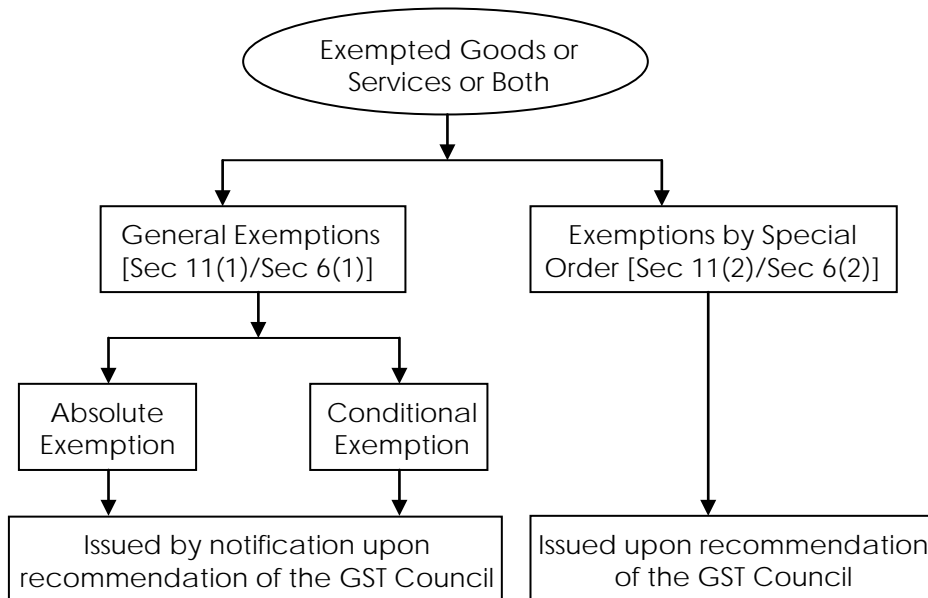 Exempted Goods or
Services or Both
General Exemptions
[Sec 11(1)/Sec 6(1)]
Exemptions by Special
Order [Sec 11(2)/Sec 6(2)]
Absolute
Exemption
Conditional
Exemption
Issued by notification upon
recommendation of the GST Council
Issued upon recommendation
of the GST Council